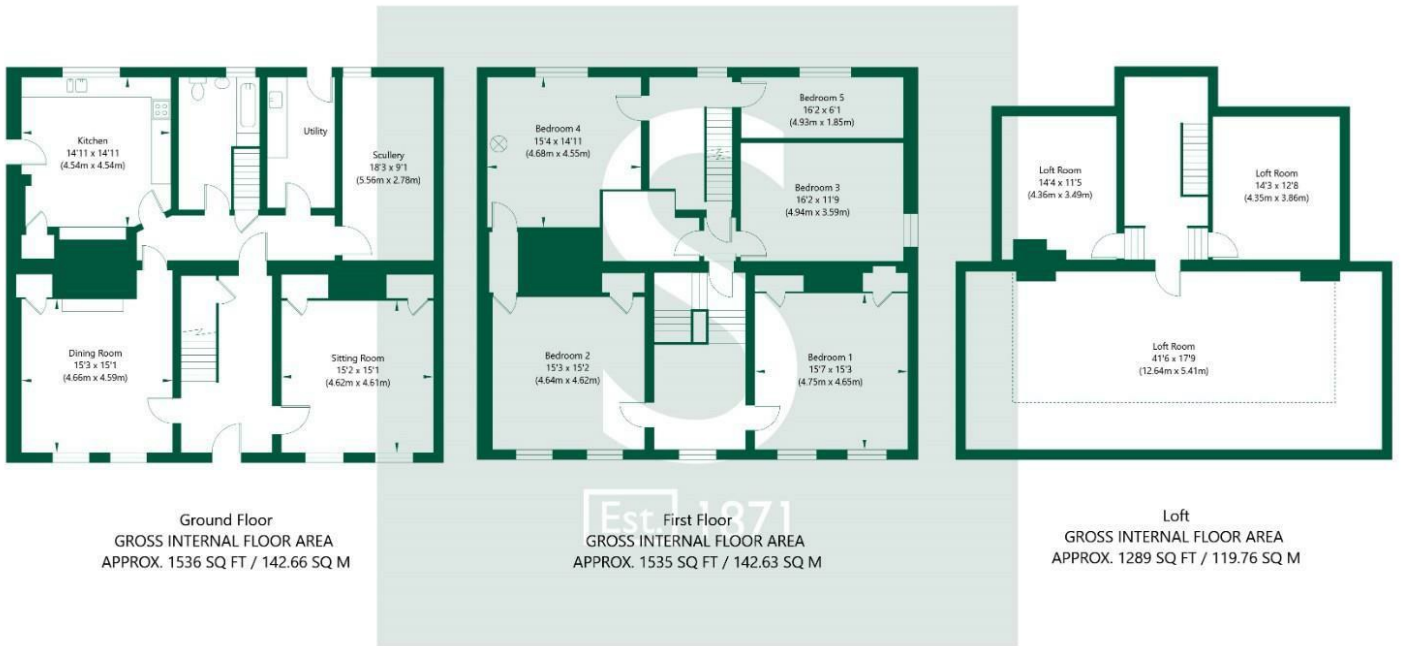 Kitchen
14'11 x 14'11
(4.54m x 4.54m)
Utility
Scullery
18'3 x 9'1
(5.56m x 2.78m)
Dining Room
15'3 x 15'1
(4.66m x 4.59m)
Sitting Room
15'2 x 15'1
(4.62m x 4.61m)
Ground Floor
GROSS INTERNAL FLOOR AREA
APPROX. 1536 SQ FT / 142.66 SQ M
Bedroom 4
15'4 x 14'11
(4.68m x 4.55m)
Bedroom 5
16'2 x 6'1
(4.93m x 1.85m)
Bedroom 3
16'2 x 11'9
(4.94m x 3.59m)
Bedroom 2
15'3 x 15'2
(4.64m x 4.62m)
Bedroom 1
15'7 x 15'3
(4.75m x 4.65m)
S
Est. 1871
First Floor
GROSS INTERNAL FLOOR AREA
APPROX. 1535 SQ FT / 142.63 SQ M
Loft Room
14'4 x 11'5
(4.36m x 3.49m)
Loft Room
14'3 x 12'8
(4.35m x 3.86m)
Loft Room
41'6 x 17'9
(12.64m x 5.41m)
Loft
GROSS INTERNAL FLOOR AREA
APPROX. 1289 SQ FT / 119.76 SQ M